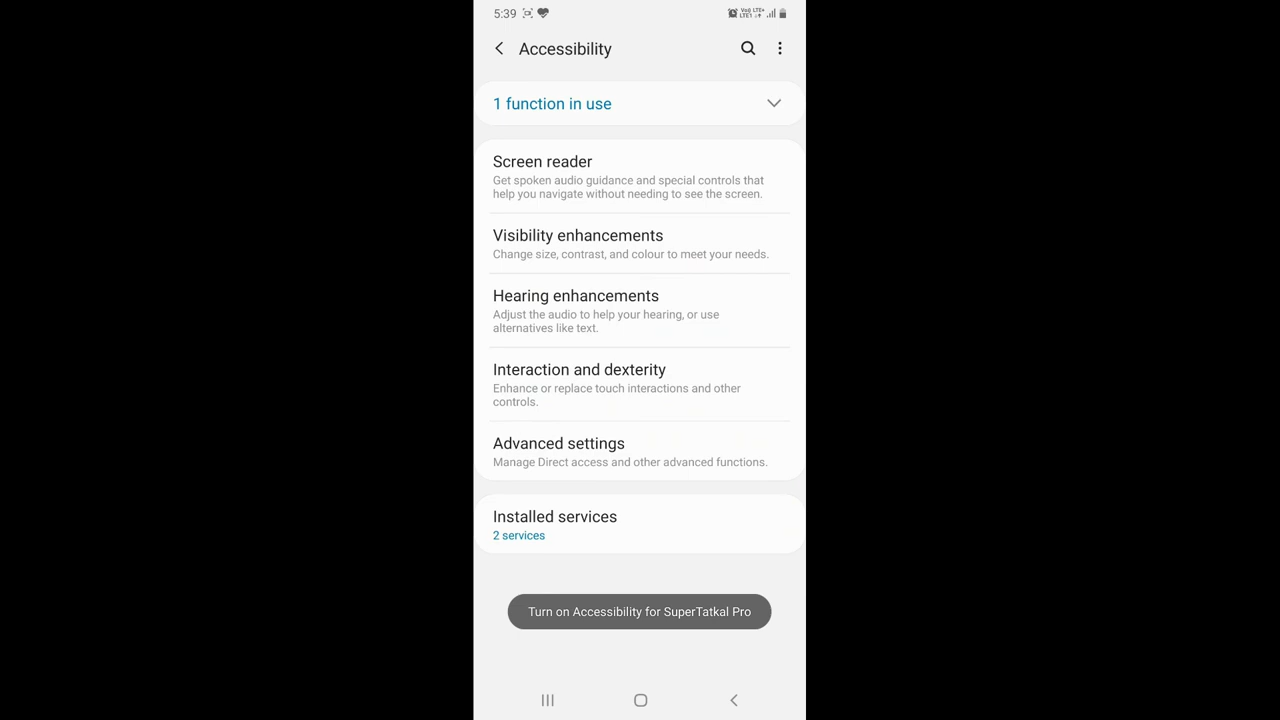 5:39
Vo) LTE+
LTE1
Accessibility
1 function in use
Screen reader
Get spoken audio guidance and special controls that
help you navigate without needing to see the screen.
Visibility enhancements
Change size, contrast, and colour to meet your needs.
Hearing enhancements
Adjust the audio to help your hearing, or use
alternatives like text.
Interaction and dexterity
Enhance or replace touch interactions and other
controls.
Advanced settings
Manage Direct access and other advanced functions.
Installed services
2 services
Turn on Accessibility for SuperTatkal Pro